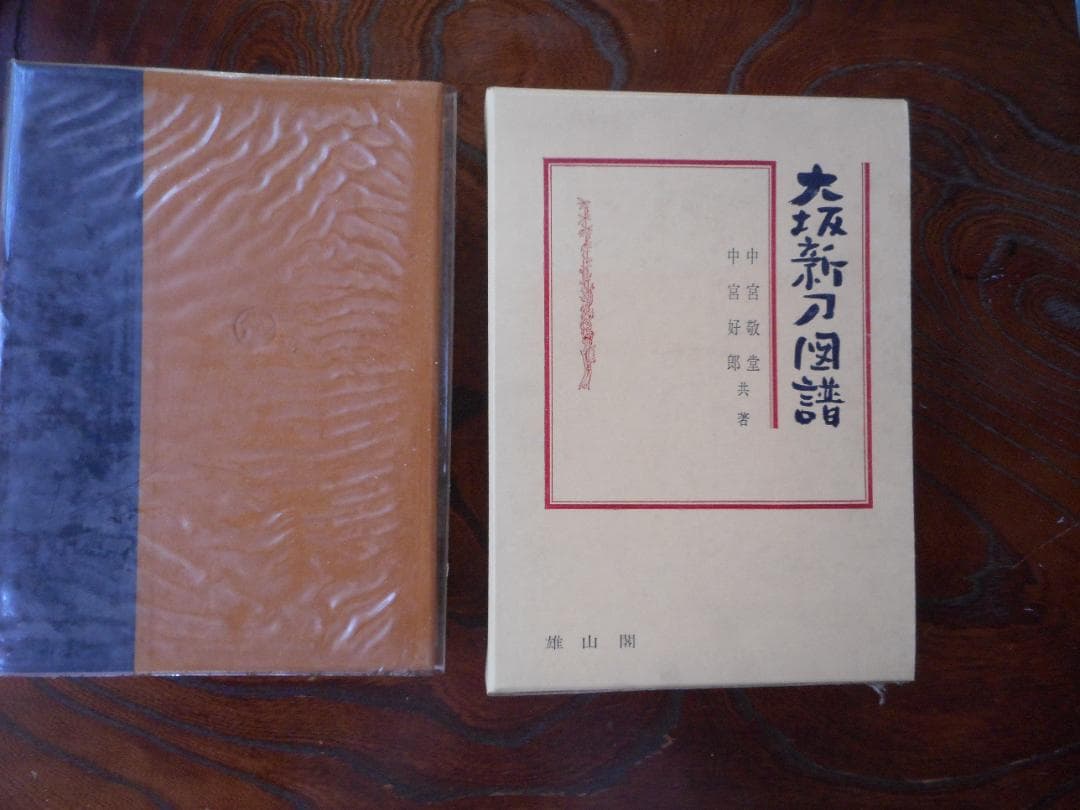 大坂新刀図譜
中宮敬堂
中宮好郎
共著
雄山閣